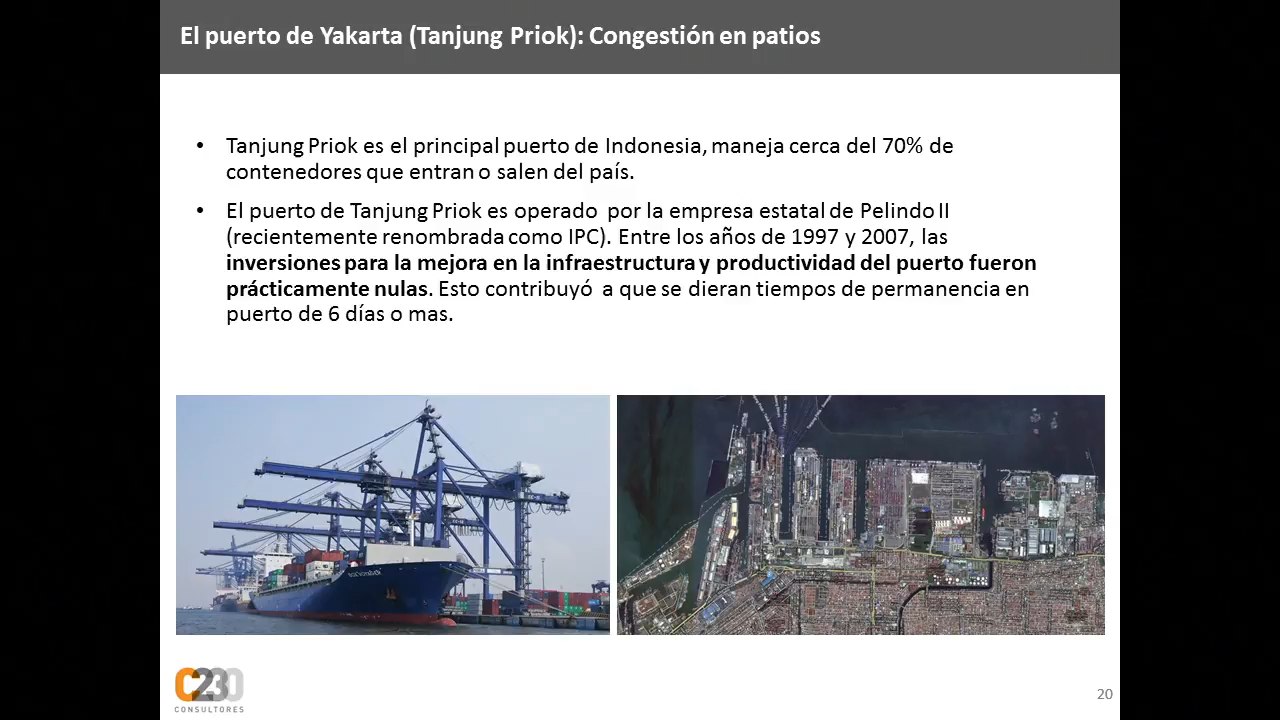 El puerto de Yakarta (Tanjung Priok): Congestión en patios
• Tanjung Priok es el principal puerto de Indonesia, maneja cerca del 70% de
contenedores que entran o salen del país.
• El puerto de Tanjung Priok es operado por la empresa estatal de Pelindo II
(recientemente renombrada como IPC). Entre los años de 1997 y 2007, las
inversiones para la mejora en la infraestructura y productividad del puerto fueron
prácticamente nulas. Esto contribuyó a que se dieran tiempos de permanencia en
puerto de 6 días o mas.
C230
CONSULTORES
20